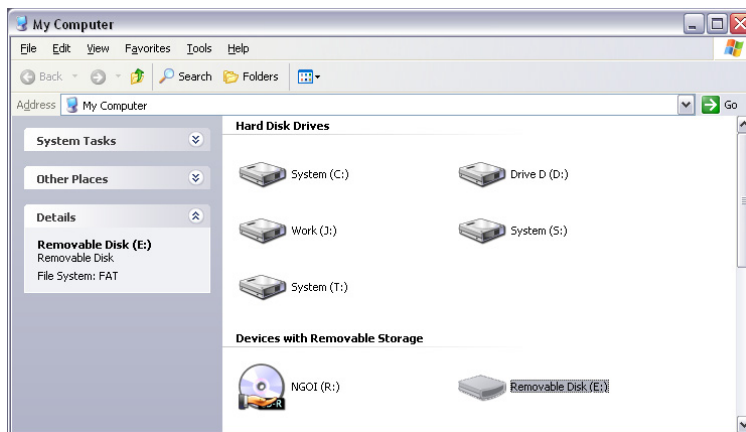 My Computer
File Edit View Favorites Tools Help
Back Search Folders
Address My Computer Go
System Tasks
Other Places
Details
Removable Disk (E:)
Removable Disk
File System: FAT
Hard Disk Drives
System (C:) Drive D (D:)
Work (J:) System (S:)
System (T:)
Devices with Removable Storage
NGOI (R:) Removable Disk (E:)